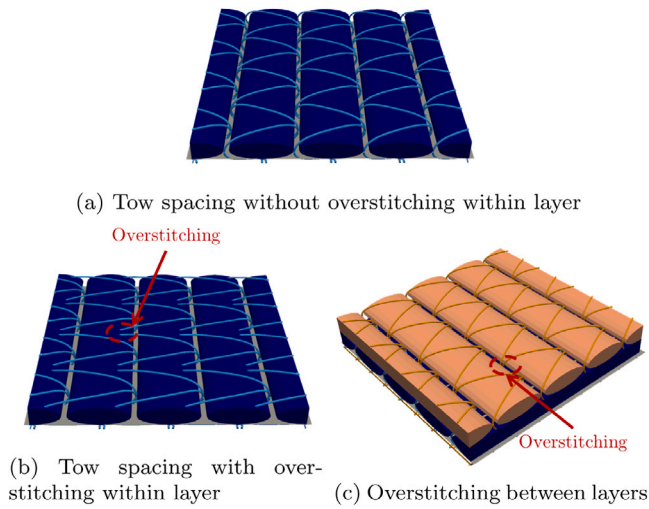 (a) Tow spacing without overstitching within layer
Overstitching
(b) Tow spacing with over-
stitching within layer
Overstitching
(c) Overstitching between layers